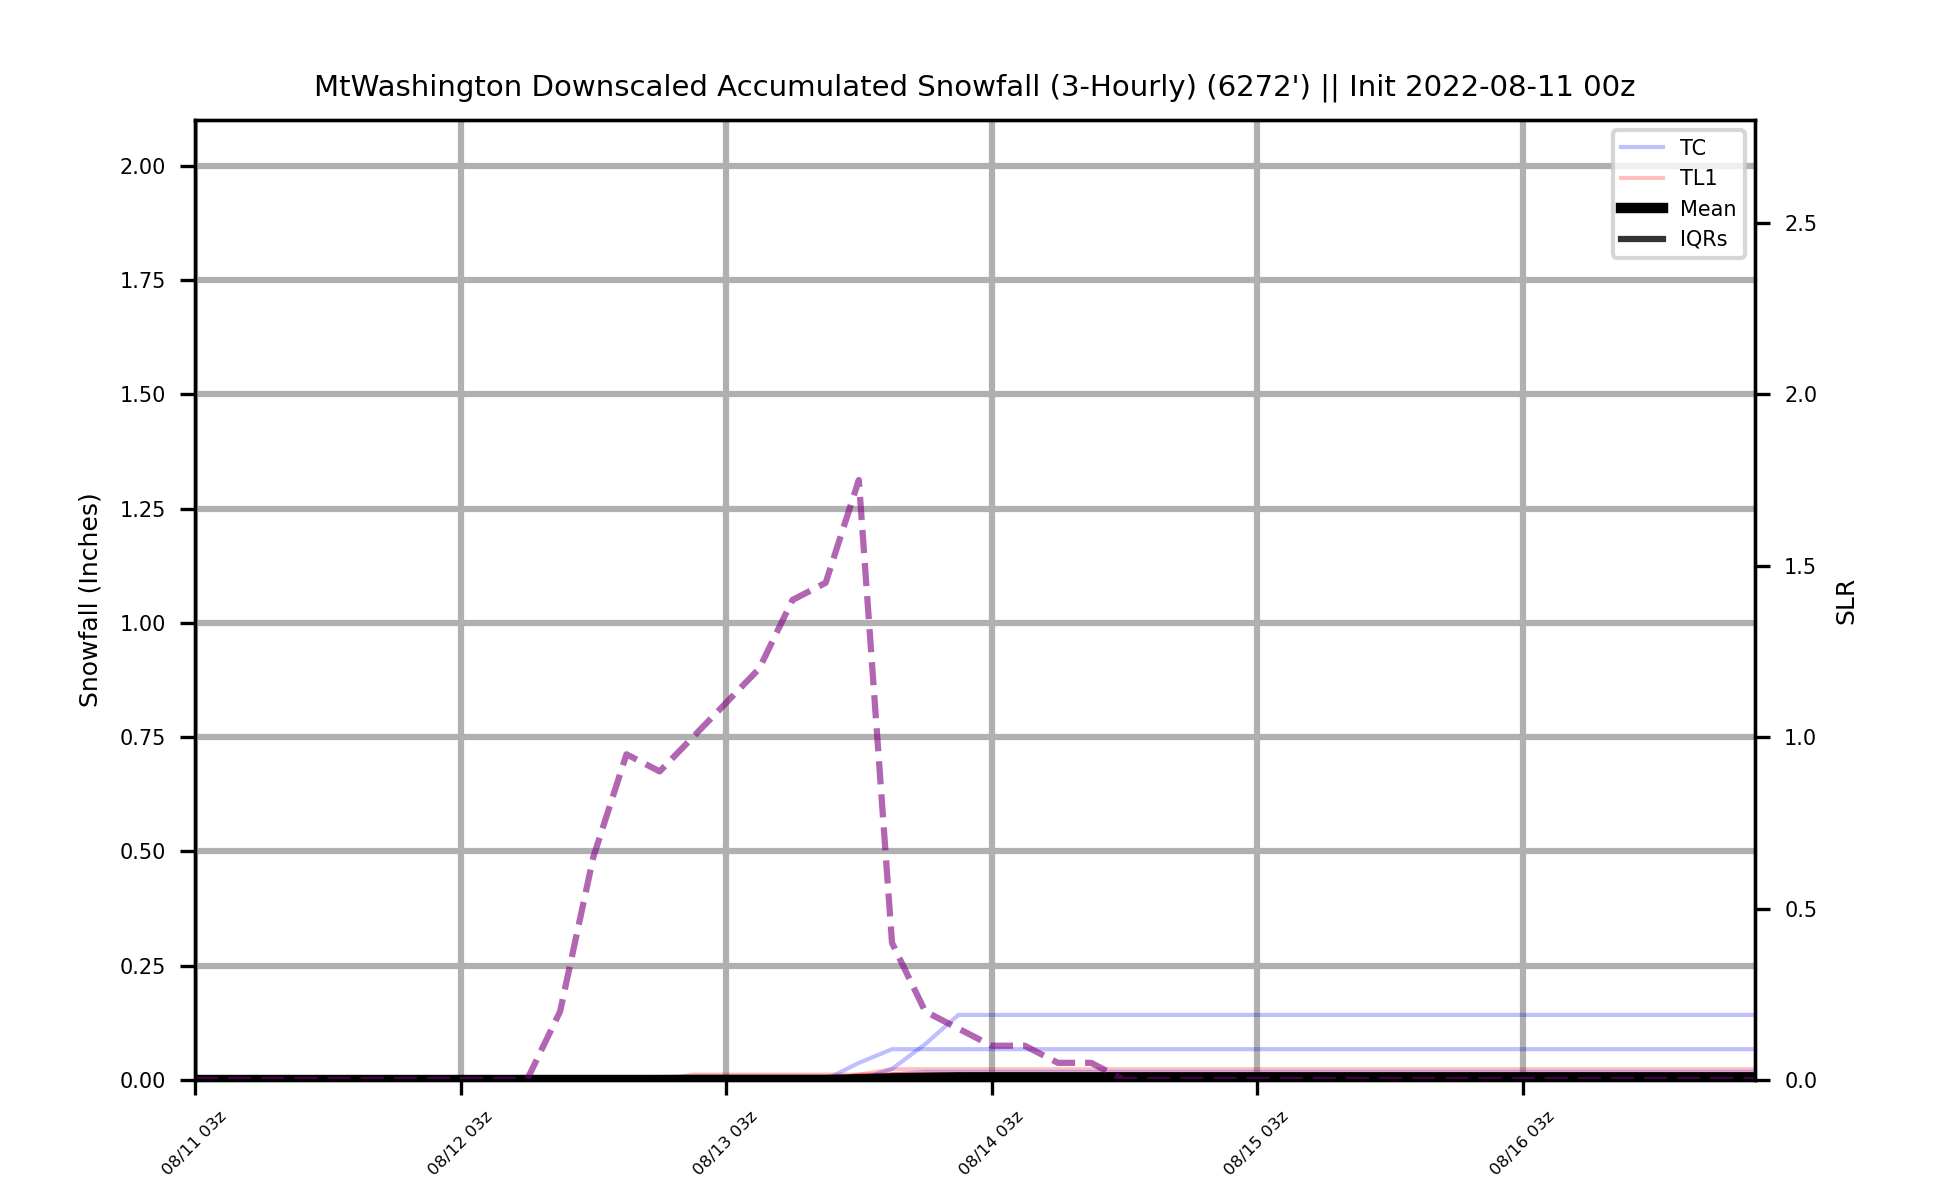 MtWashington Downscaled Accumulated Snowfall (3-Hourly) (6272') || Init 2022-08-11 00z
TC
TL1
Mean
IQRs
2.00
1.75
1.50
1.25
1.00
0.75
0.50
0.25
0.00
Snowfall (Inches)
2.5
2.0
1.5
1.0
0.5
0.0
SLR
08/11 03z
08/12 03z
08/13 03z
08/14 03z
08/15 03z
08/16 03z